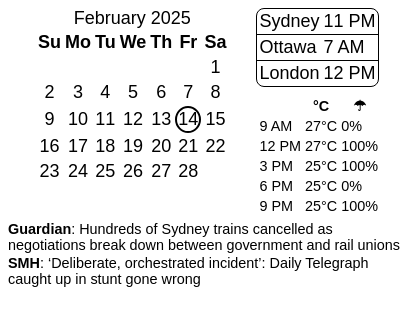 February 2025
Su Mo Tu We Th Fr Sa
1
2 3 4 5 6 7 8
9 10 11 12 13 14 15
16 17 18 19 20 21 22
23 24 25 26 27 28
Sydney 11 PM
Ottawa 7 AM
London 12 PM
°C ☂
9 AM 27°C 0%
12 PM 27°C 100%
3 PM 25°C 100%
6 PM 25°C 0%
9 PM 25°C 100%
Guardian: Hundreds of Sydney trains cancelled as
negotiations break down between government and rail unions
SMH: ‘Deliberate, orchestrated incident’: Daily Telegraph
caught up in stunt gone wrong